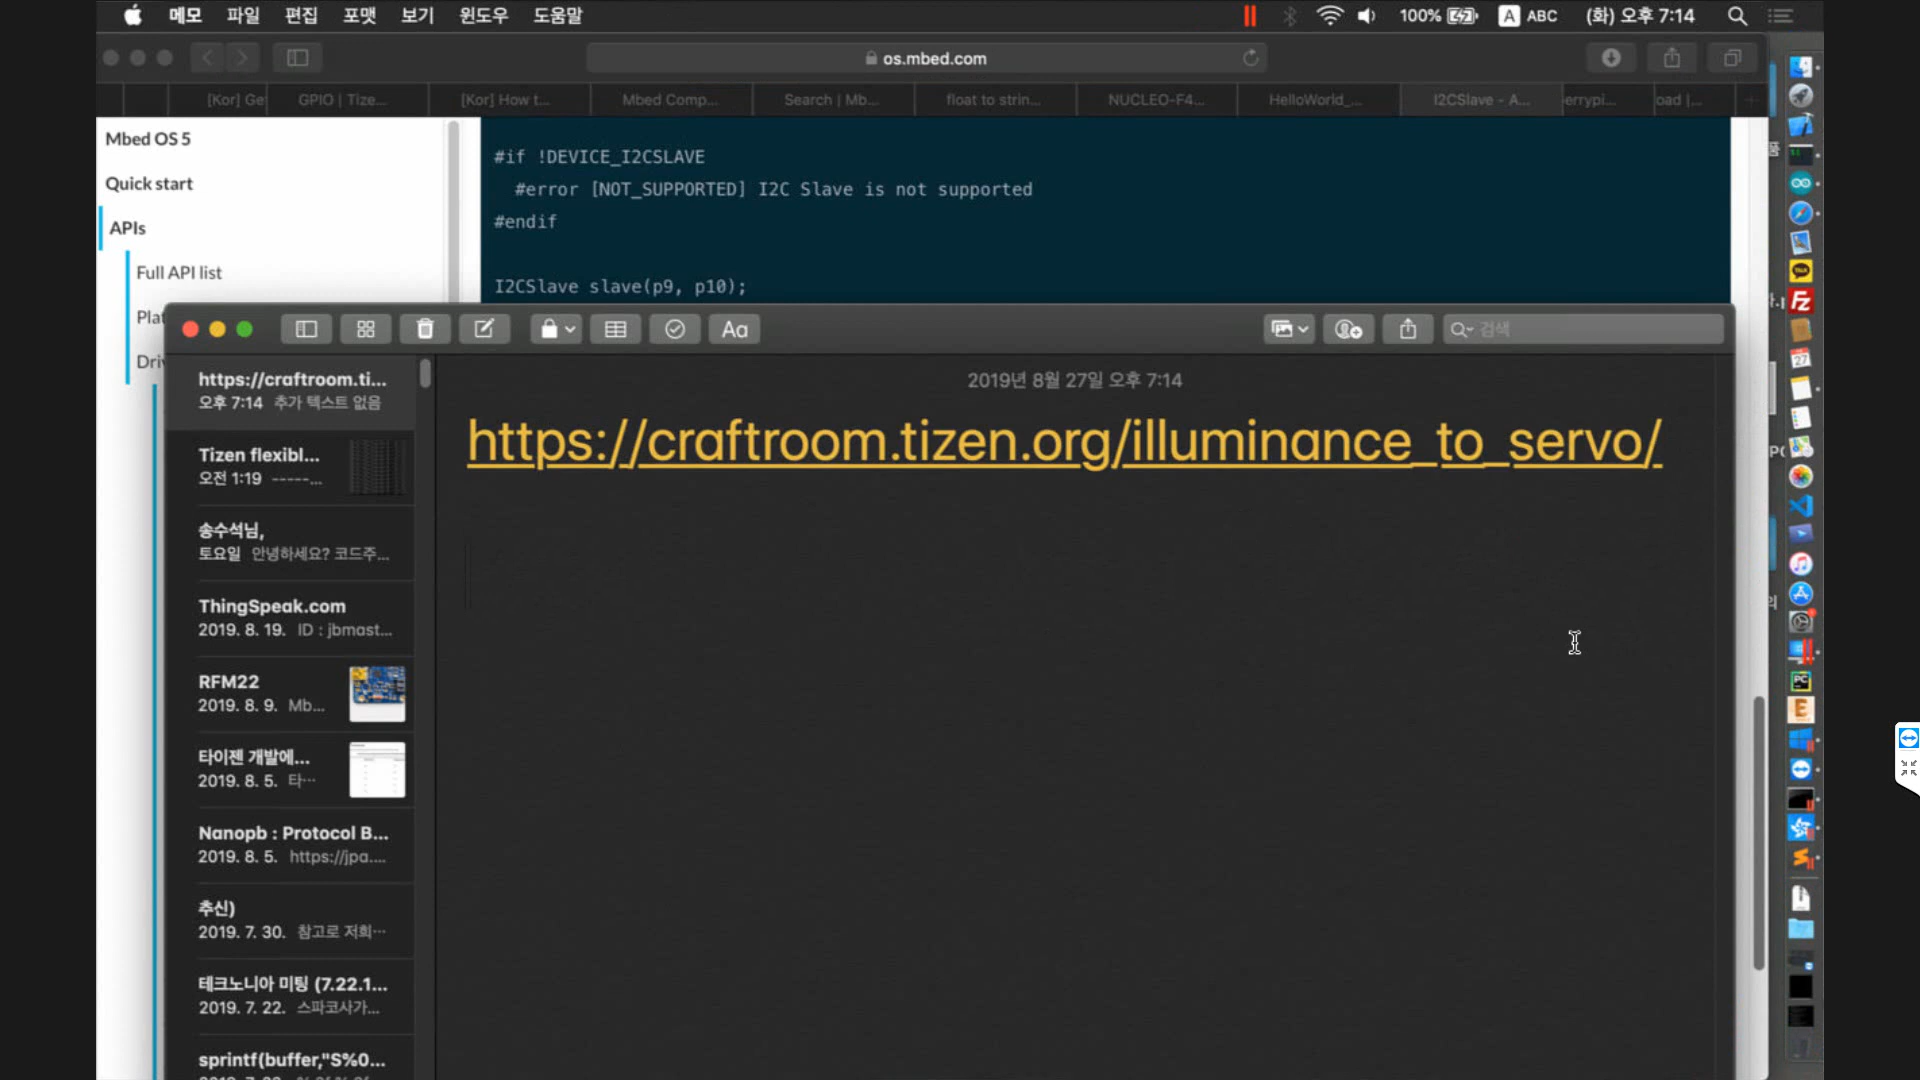 메모 파일 편집 포맷 보기 윈도우 도움말 100% A ABC (화) 오후 7:14
os.mbed.com
[Kor] Ge GPIO | Tize... [Kor] How t... Mbed Comp... Search | Mb... float to strin... NUCLEO-F4... HelloWorld_... I2CSlave - A... errypi... oad |...
Mbed OS 5
Quick start
APIs
Full API list
Plat
Driv
#if !DEVICE_I2CSLAVE
#error [NOT_SUPPORTED] I2C Slave is not supported
#endif
I2CSlave slave(p9, p10);
Aa
검색
https://craftroom.ti...
오후 7:14 추가 텍스트 없음
Tizen flexibl...
오전 1:19 -----...
송수석님,
토요일 안녕하세요? 코드주...
ThingSpeak.com
2019. 8. 19. ID : jbmast...
RFM22
2019. 8. 9. Mb...
타이젠 개발에...
2019. 8. 5. 타...
Nanopb : Protocol B...
2019. 8. 5. https://jpa....
추신)
2019. 7. 30. 참고로 저희...
테크노니아 미팅 (7.22.1...
2019. 7. 22. 스파코사가...
sprintf(buffer,"S%0...
2019년 8월 27일 오후 7:14
https://craftroom.tizen.org/illuminance_to_servo/